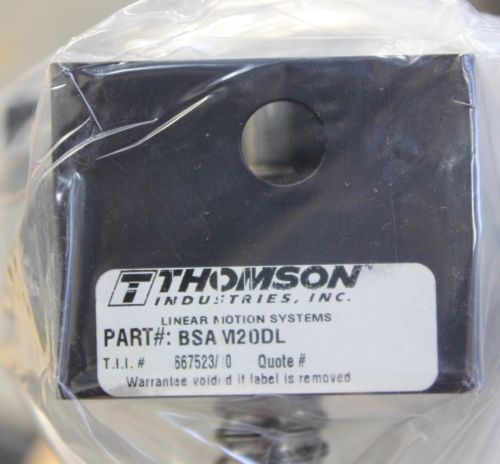 THOMSON
INDUSTRIES, INC.
LINEAR MOTION SYSTEMS
PART#: BSA M20DL
T.I.I. # 667523/ 0 Quote #
Warrantee voided if label is removed